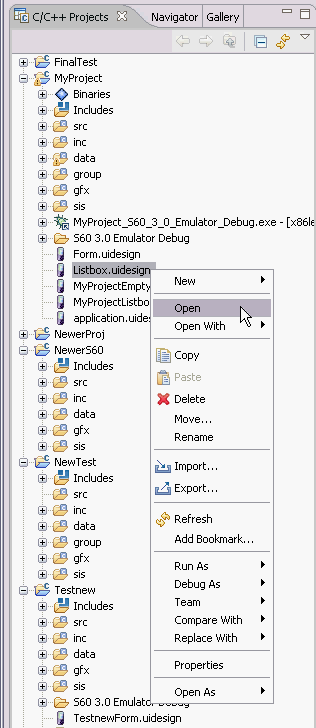 C/C++ Projects Navigator Gallery
FinalTest
MyProject
Binaries
Includes
src
inc
data
group
gfx
sis
MyProject_S60_3_0_Emulator_Debug.exe - [x86le
S60 3.0 Emulator Debug
Form.uidesign
Listbox.uidesign
MyProjectEmpty
MyProjectListbo
application.uides
NewerProj
NewerS60
Includes
src
inc
data
gfx
sis
NewTest
Includes
src
inc
data
group
gfx
sis
Testnew
Includes
src
inc
data
gfx
sis
S60 3.0 Emulator Debug
TestnewForm.uidesign
New
Open
Open With
Copy
Paste
Delete
Move...
Rename
Import...
Export...
Refresh
Add Bookmark...
Run As
Debug As
Team
Compare With
Replace With
Properties
Open As